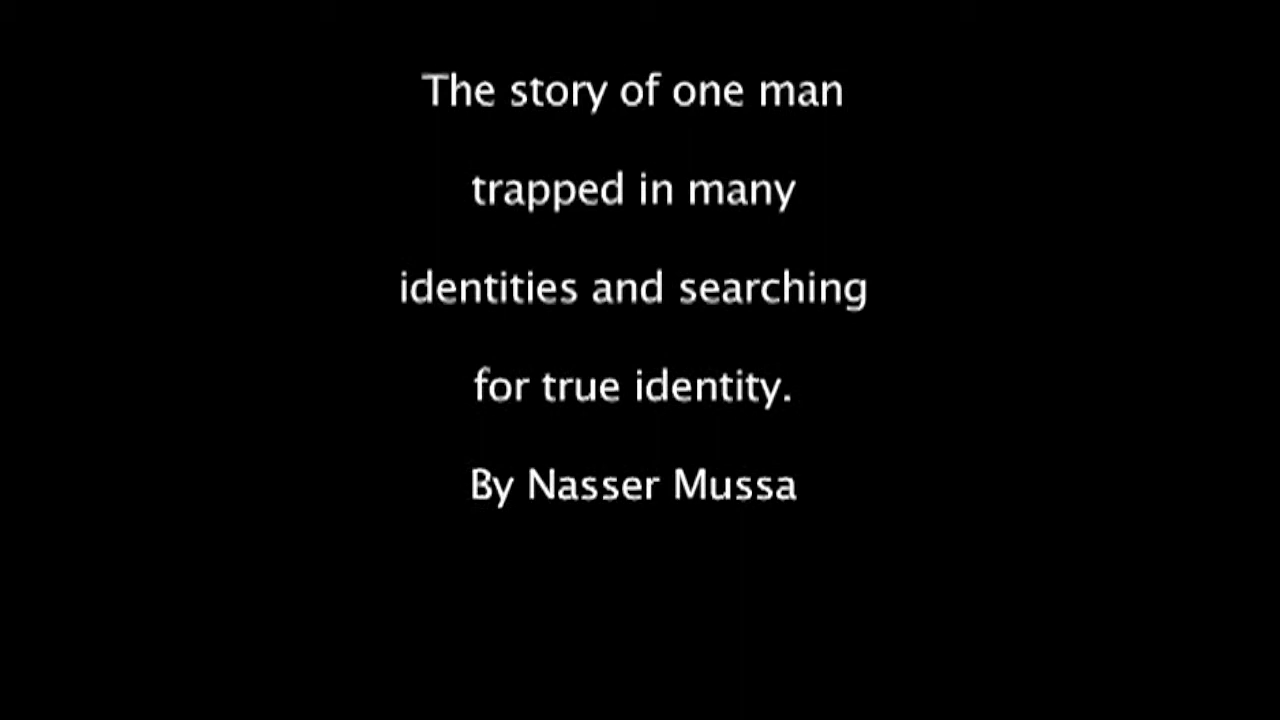 The story of one man
trapped in many
identities and searching
for true identity.
By Nasser Mussa